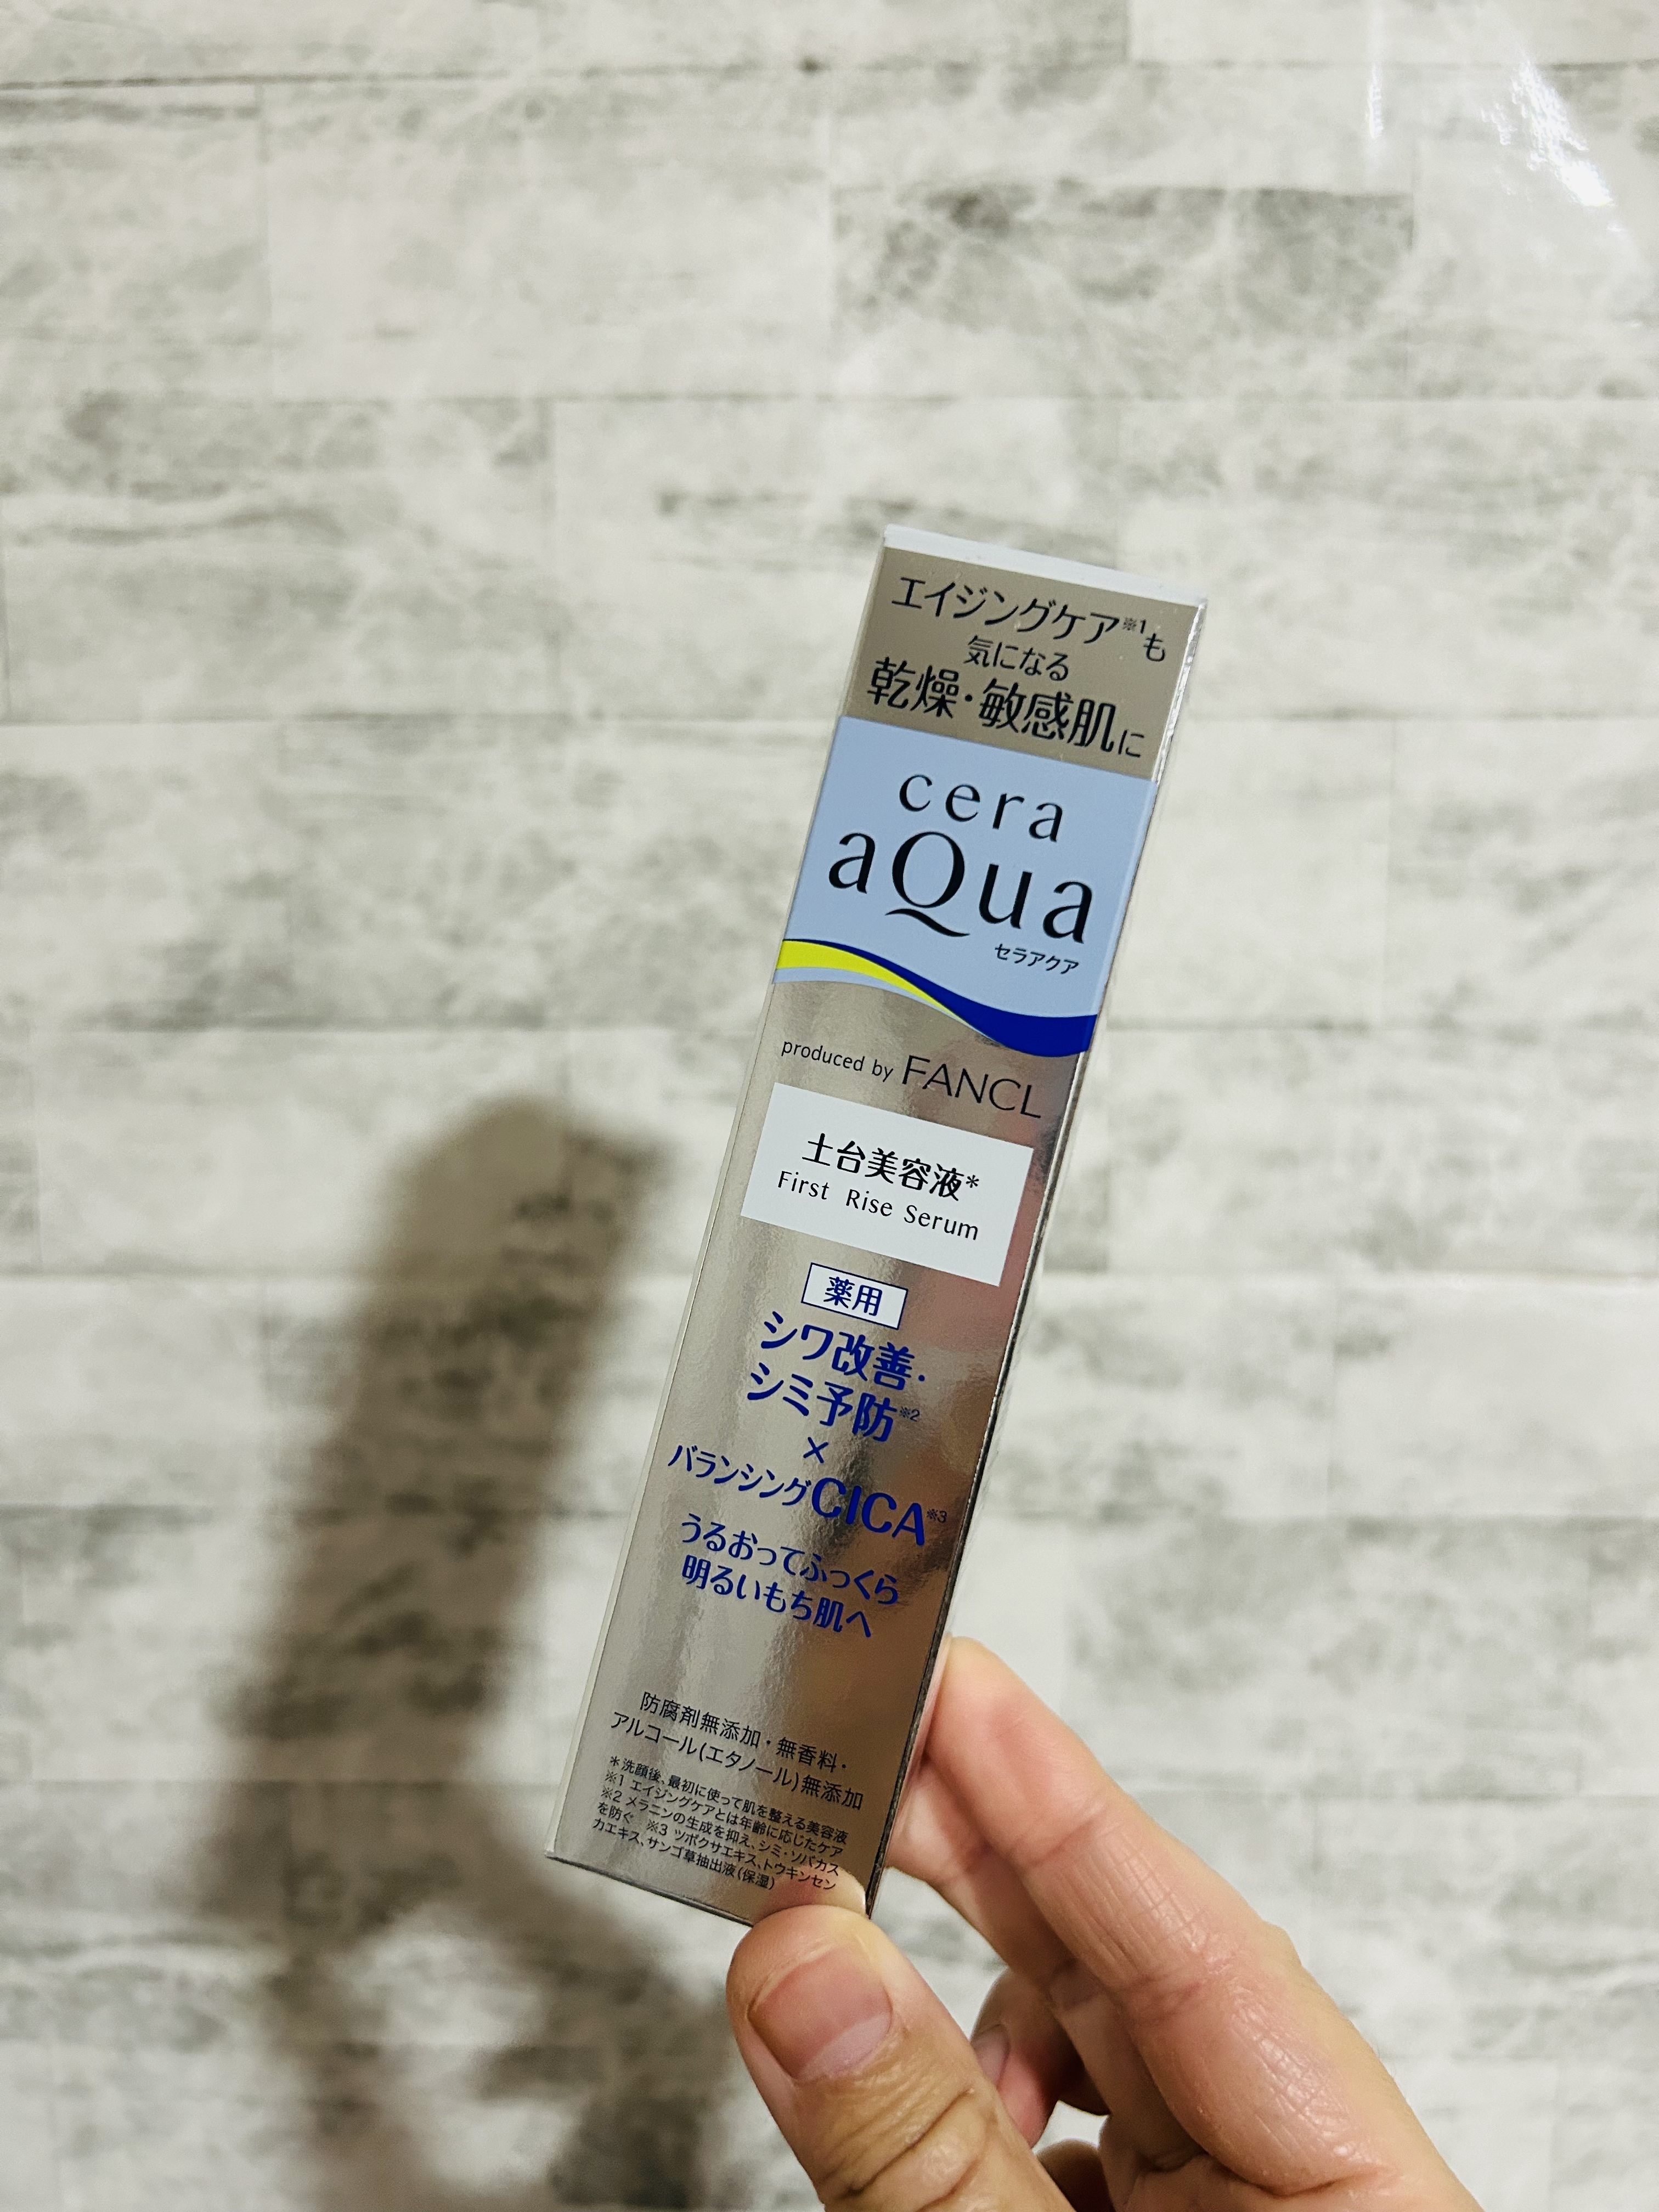 エイジングケア※1も
気になる
乾燥・敏感肌に
cera
aQua
セラアクア
produced by FANCL
土台美容液*
First Rise Serum
薬用
シワ改善・
シミ予防※2
×
バランシングCICA※3
うるおってふっくら
明るいもち肌へ
防腐剤無添加・無香料・
アルコール(エタノール)無添加
*洗顔後、最初に使って肌を整える美容液
※1 エイジングケアとは年齢に応じたケア
※2 メラニンの生成を抑え、シミ・ソバカス
を防ぐ ※3 ツボクサエキス、トウキンセン
カエキス、サンゴ草抽出液(保湿)